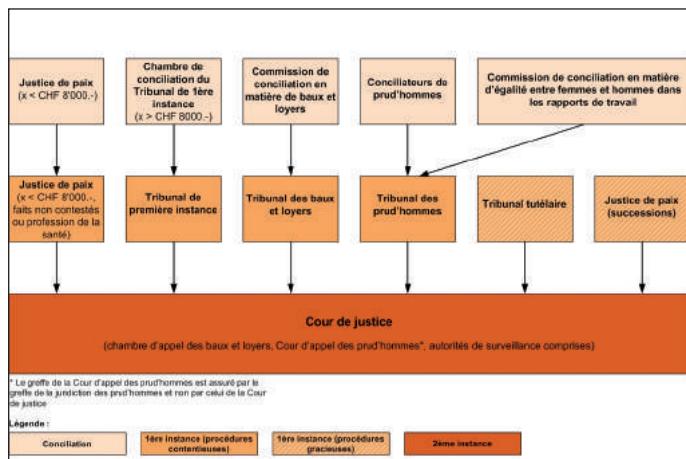 Justice de paix
(x < CHF 8'000.-)
Chambre de
conciliation du
Tribunal de 1ère
instance
(x > CHF 8000.-)
Commission de
conciliation en
matière de baux et
loyers
Conciliateurs de
prud'hommes
Commission de conciliation en matière
d'égalité entre femmes et hommes dans
les rapports de travail
Justice de paix
(x < CHF 8'000.-,
faits non contestés
ou profession de la
santé)
Tribunal de
première instance
Tribunal des baux
et loyers
Tribunal des
prud'hommes
Tribunal tutélaire
Justice de paix
(successions)
Cour de justice
(chambre d'appel des baux et loyers, Cour d'appel des prud'hommes*, autorités de surveillance comprises)
* Le greffe de la Cour d'appel des prud'hommes est assuré par le
greffe de la juridiction des prud'hommes et non par celui de la Cour
de justice
Légende :
Conciliation
1ère instance (procédures
contentieuses)
1ère instance (procédures
gracieuses)
2ème instance